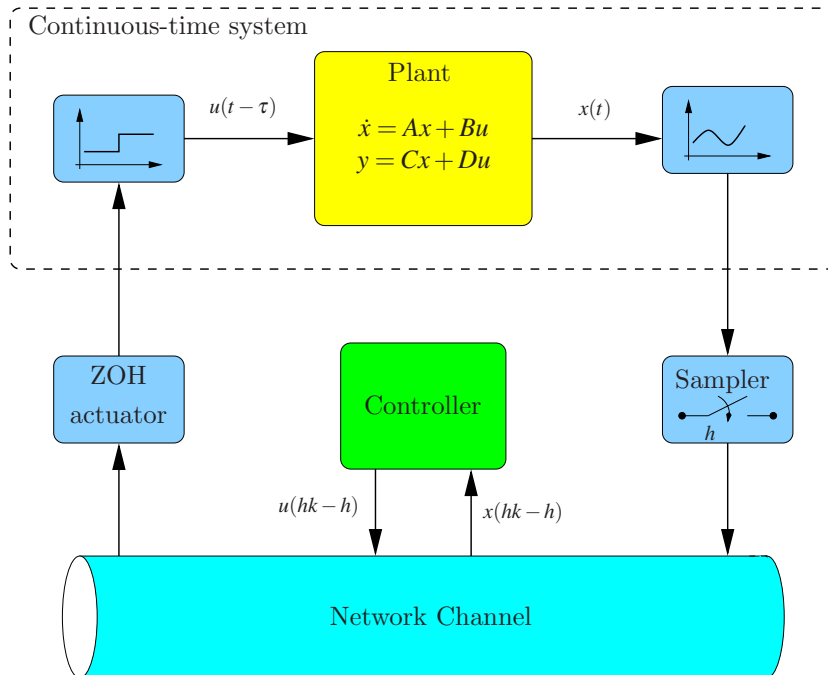 Continuous-time system
Plant
u(t − τ)
ẋ = Ax + Bu
y = Cx + Du
x(t)
ZOH
actuator
Controller
Sampler
h
u(hk − h)
x(hk − h)
Network Channel